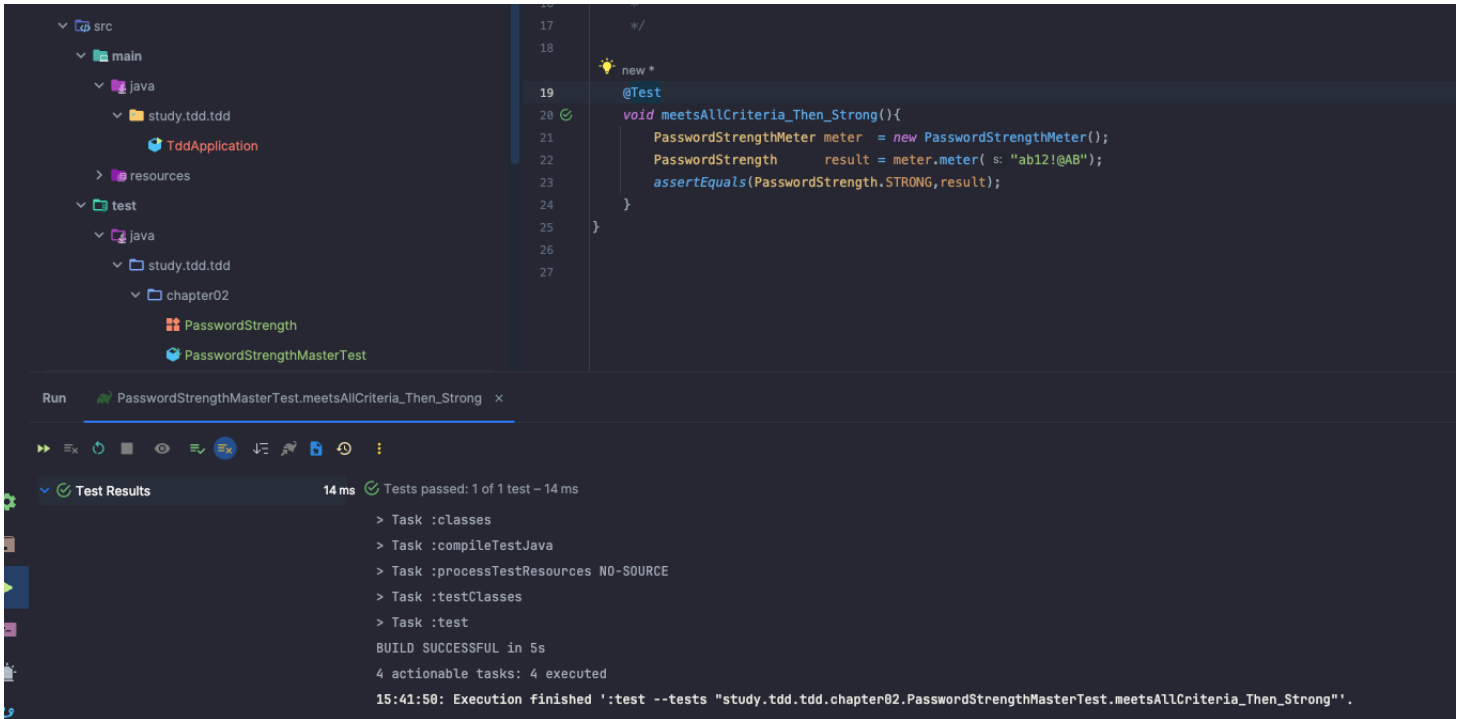 src
main
java
study.tdd.tdd
TddApplication
resources
test
java
study.tdd.tdd
chapter02
PasswordStrength
PasswordStrengthMasterTest
17 */
18
new *
19 @Test
20 void meetsAllCriteria_Then_Strong(){
21 PasswordStrengthMeter meter = new PasswordStrengthMeter();
22 PasswordStrength result = meter.meter( s: "ab12!@AB");
23 assertEquals(PasswordStrength.STRONG,result);
24 }
25 }
26
27
Run PasswordStrengthMasterTest.meetsAllCriteria_Then_Strong ×
Test Results 14 ms Tests passed: 1 of 1 test – 14 ms
> Task :classes
> Task :compileTestJava
> Task :processTestResources NO-SOURCE
> Task :testClasses
> Task :test
BUILD SUCCESSFUL in 5s
4 actionable tasks: 4 executed
15:41:50: Execution finished ':test --tests "study.tdd.tdd.chapter02.PasswordStrengthMasterTest.meetsAllCriteria_Then_Strong"'.